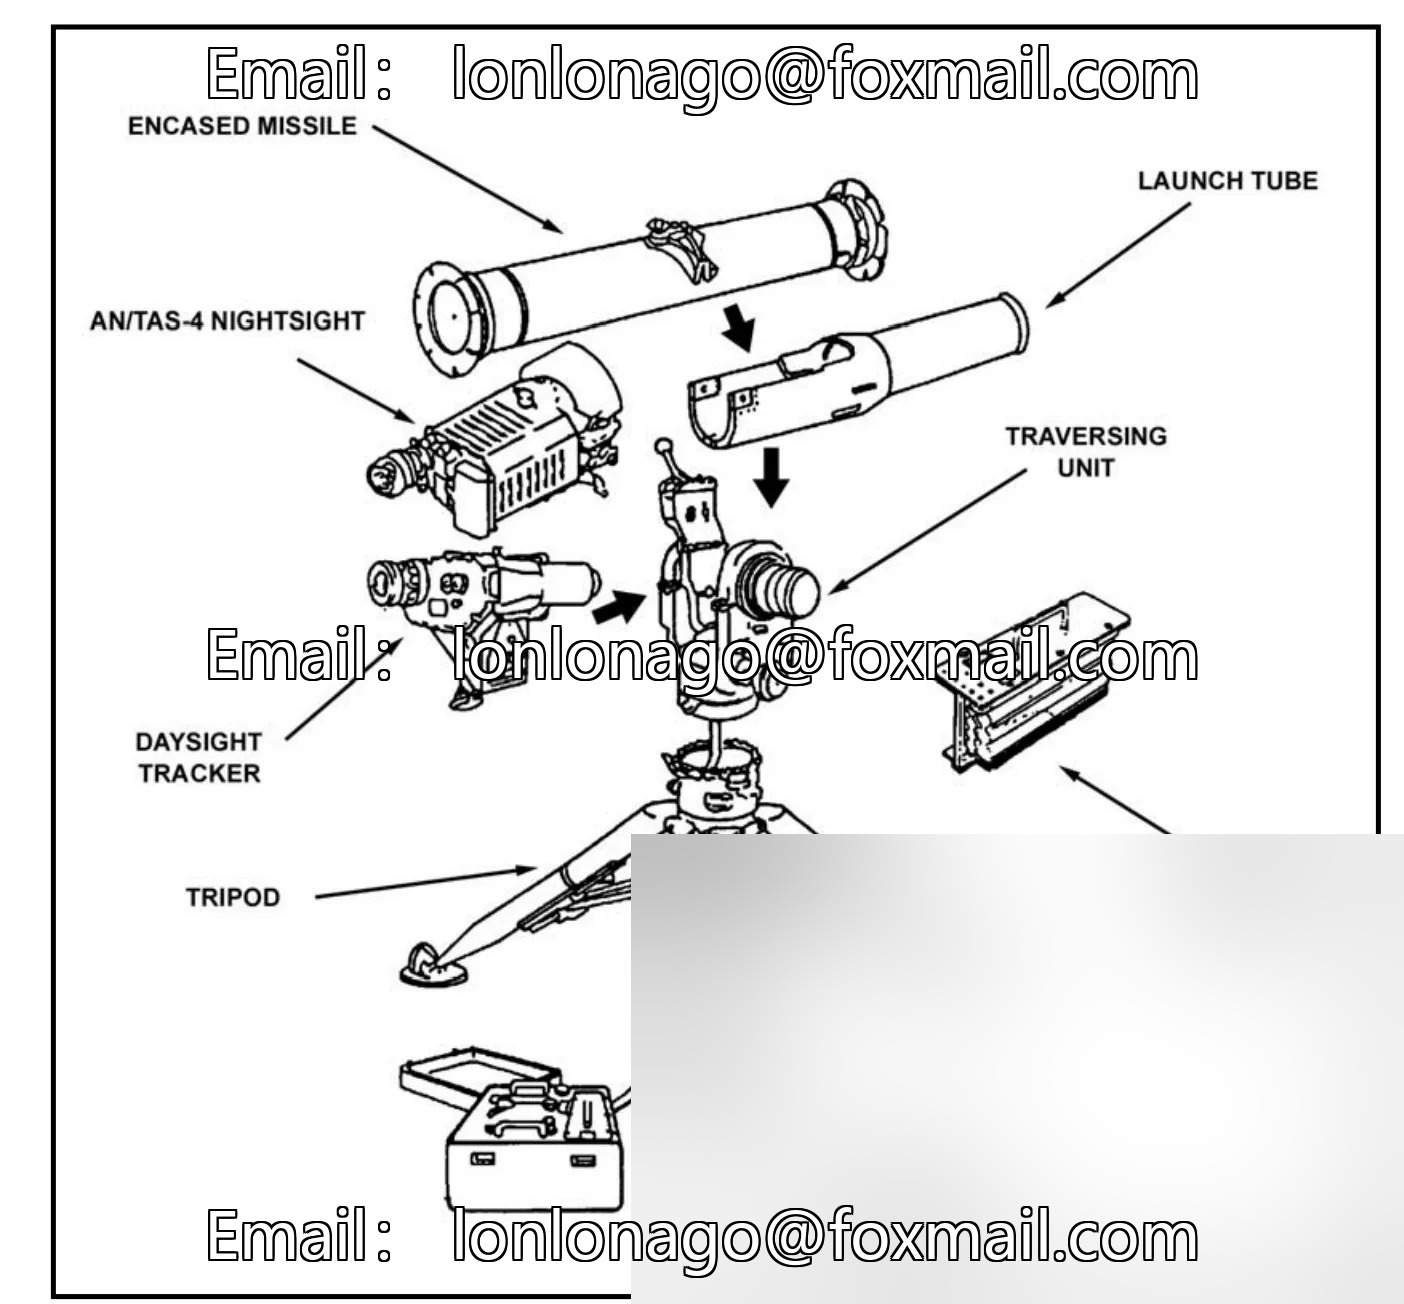 Email： lonlonago@foxmail.com
ENCASED MISSILE
LAUNCH TUBE
AN/TAS-4 NIGHTSIGHT
TRAVERSING
UNIT
Email： lonlonago@foxmail.com
DAYSIGHT
TRACKER
TRIPOD
Email： lonlonago@foxmail.com